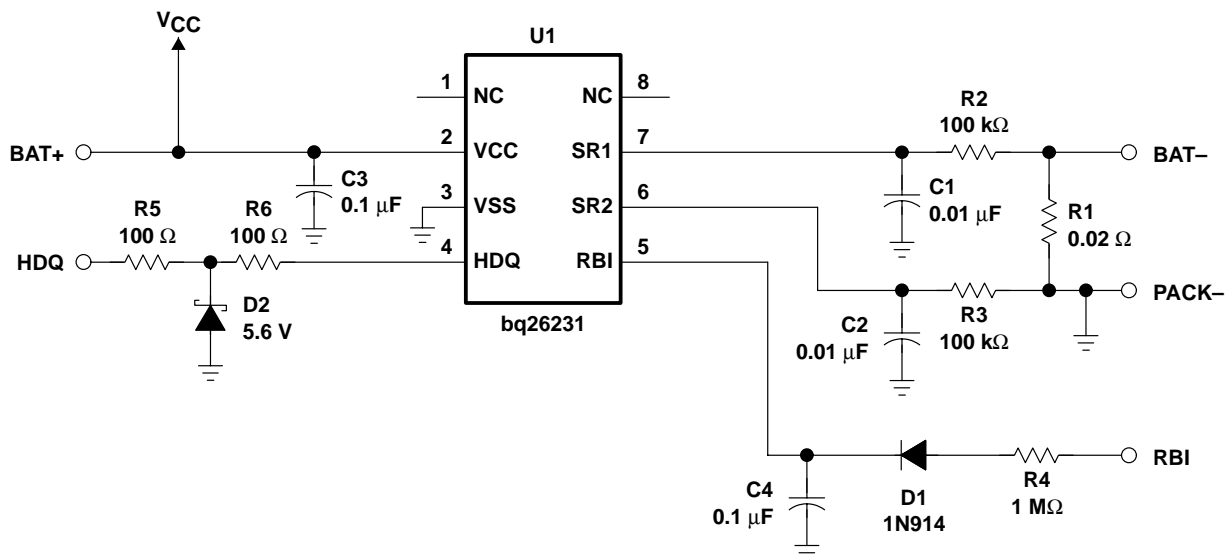 VCC
U1
1
NC
NC
8
BAT+
2
VCC
SR1
7
R2
100 kΩ
BAT–
C3
0.1 µF
3
VSS
SR2
6
C1
0.01 µF
R1
0.02 Ω
R5
100 Ω
R6
100 Ω
HDQ
4
HDQ
RBI
5
D2
5.6 V
bq26231
C2
0.01 µF
R3
100 kΩ
PACK–
C4
0.1 µF
D1
1N914
R4
1 MΩ
RBI